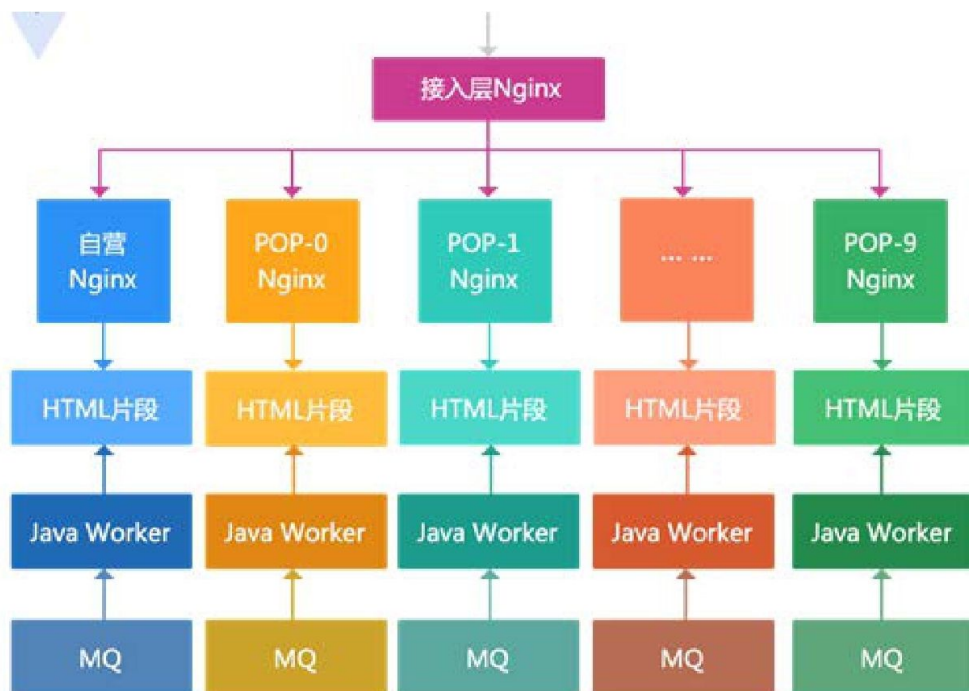 接入层Nginx
自营
Nginx
POP-0
Nginx
POP-1
Nginx
... ...
POP-9
Nginx
HTML片段
HTML片段
HTML片段
HTML片段
HTML片段
Java Worker
Java Worker
Java Worker
Java Worker
Java Worker
MQ
MQ
MQ
MQ
MQ